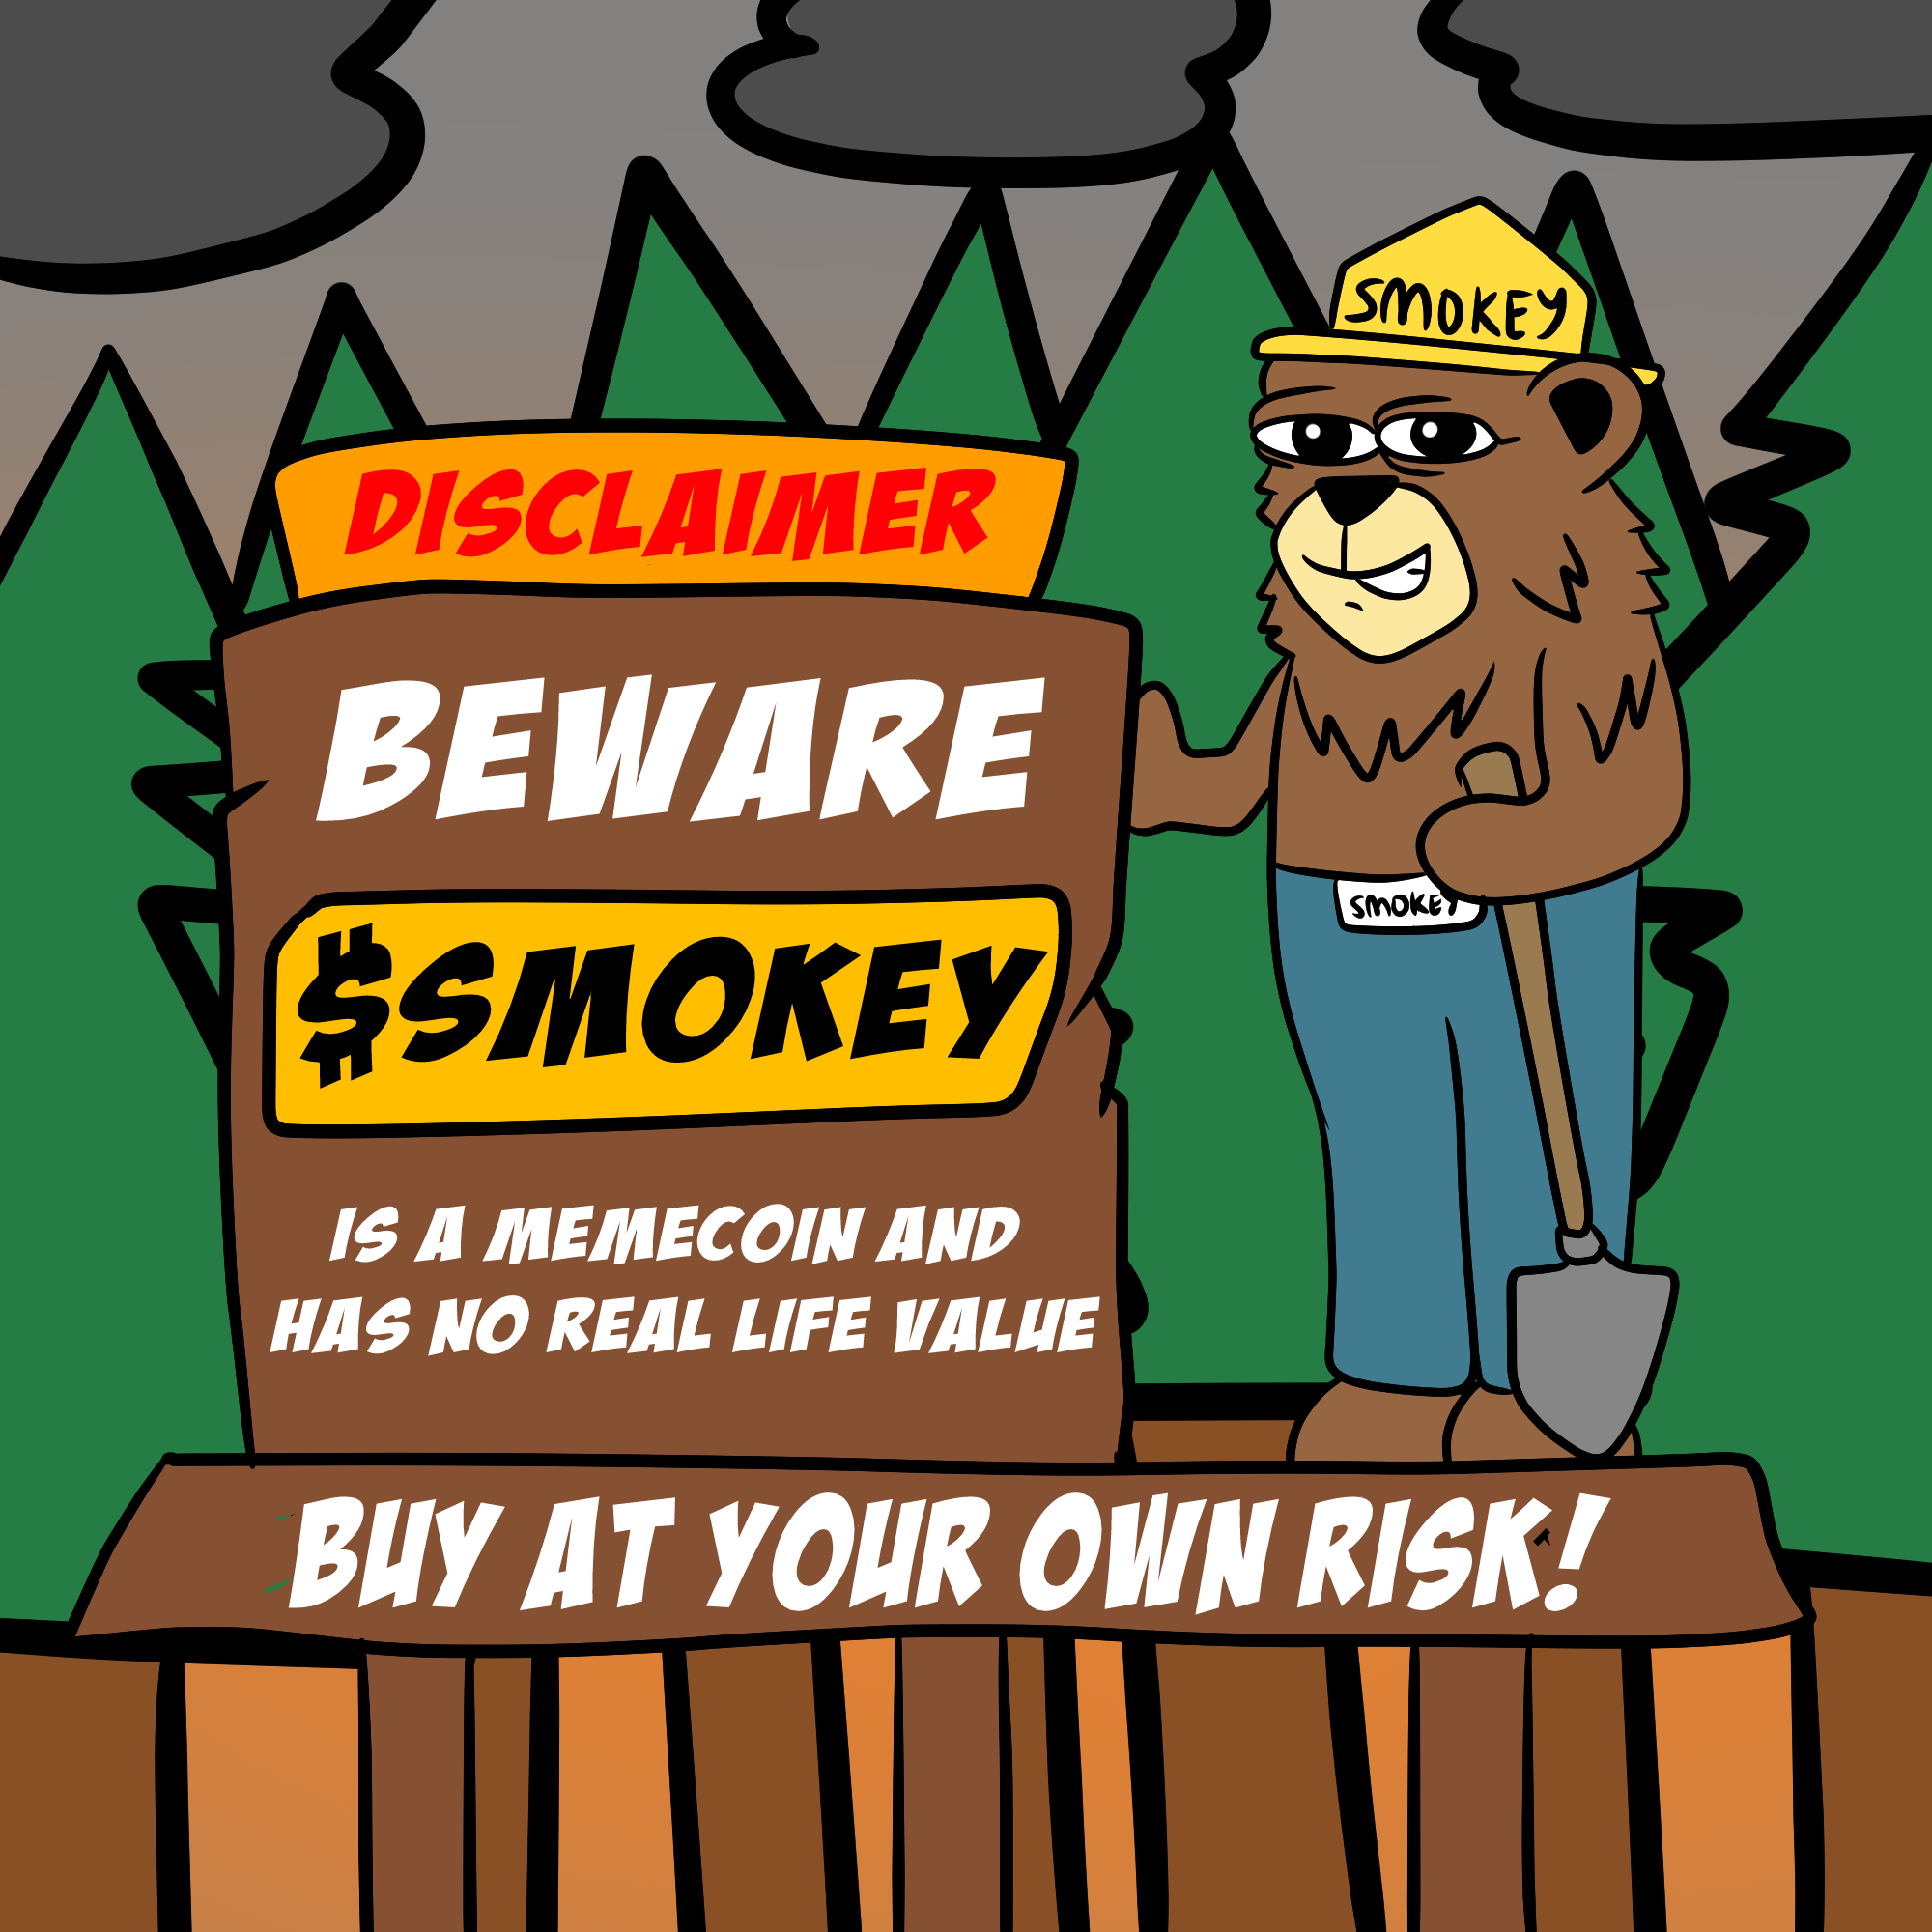 SMOKEY
DISCLAIMER
BEWARE
$SMOKEY
SMOKEY
IS A MEMECOIN AND
HAS NO REAL LIFE VALUE
BUY AT YOUR OWN RISK!